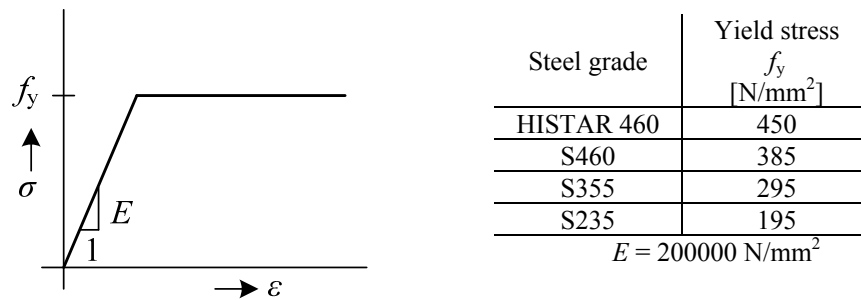 f_y
σ
E
1
ε
Steel grade
Yield stress
f_y
[N/mm²]
HISTAR 460 450
S460 385
S355 295
S235 195
E = 200000 N/mm²